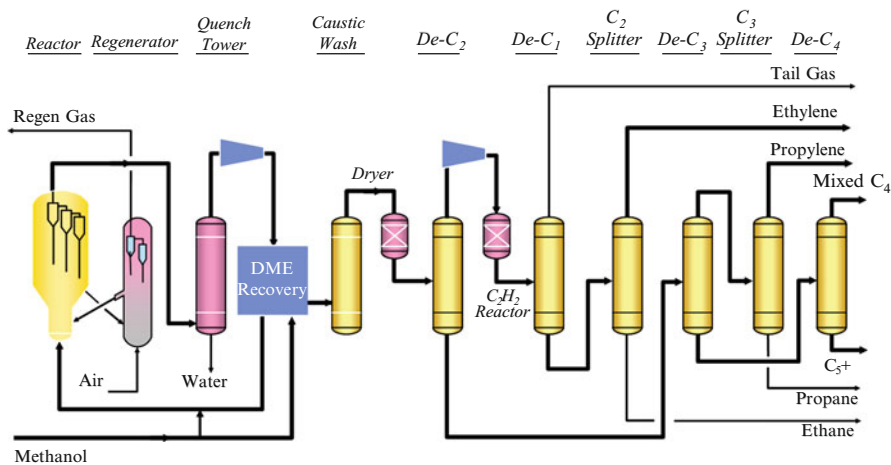 Reactor
Regenerator
Quench
Tower
Caustic
Wash
De-C₂
De-C₁
C₂
Splitter
De-C₃
C₃
Splitter
De-C₄
Tail Gas
Regen Gas
Ethylene
Propylene
Mixed C₄
Dryer
DME
Recovery
C₂H₂
Reactor
Air
Water
C₅+
Propane
Ethane
Methanol